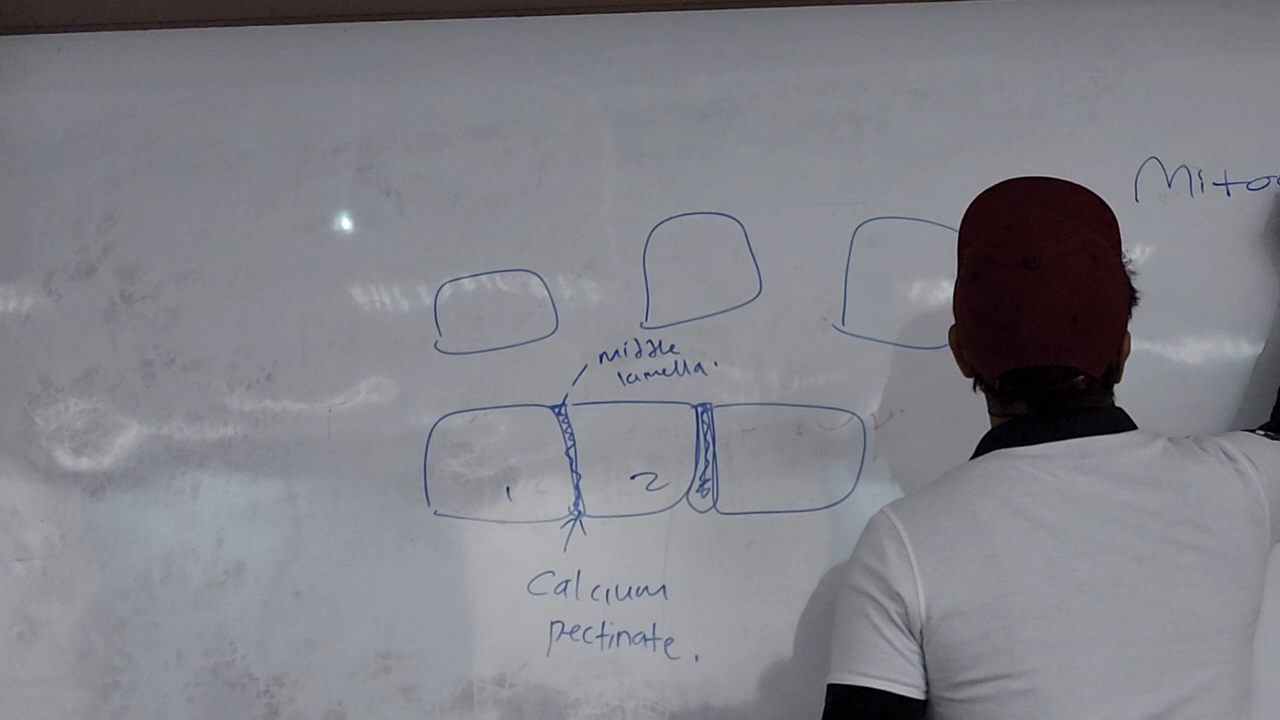 middle
lamella.
1
2
Calcium
pectinate.